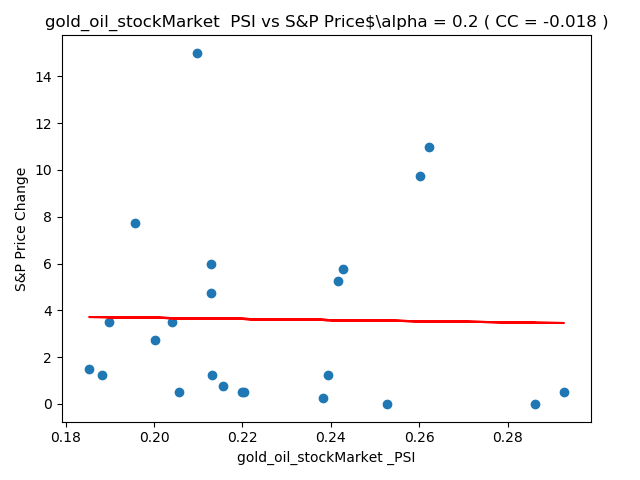 gold_oil_stockMarket  PSI vs S&P Price$\alpha = 0.2 ( CC = -0.018 )
14
12
10
8
6
4
2
0
S&P Price Change
0.18 0.20 0.22 0.24 0.26 0.28
gold_oil_stockMarket _PSI